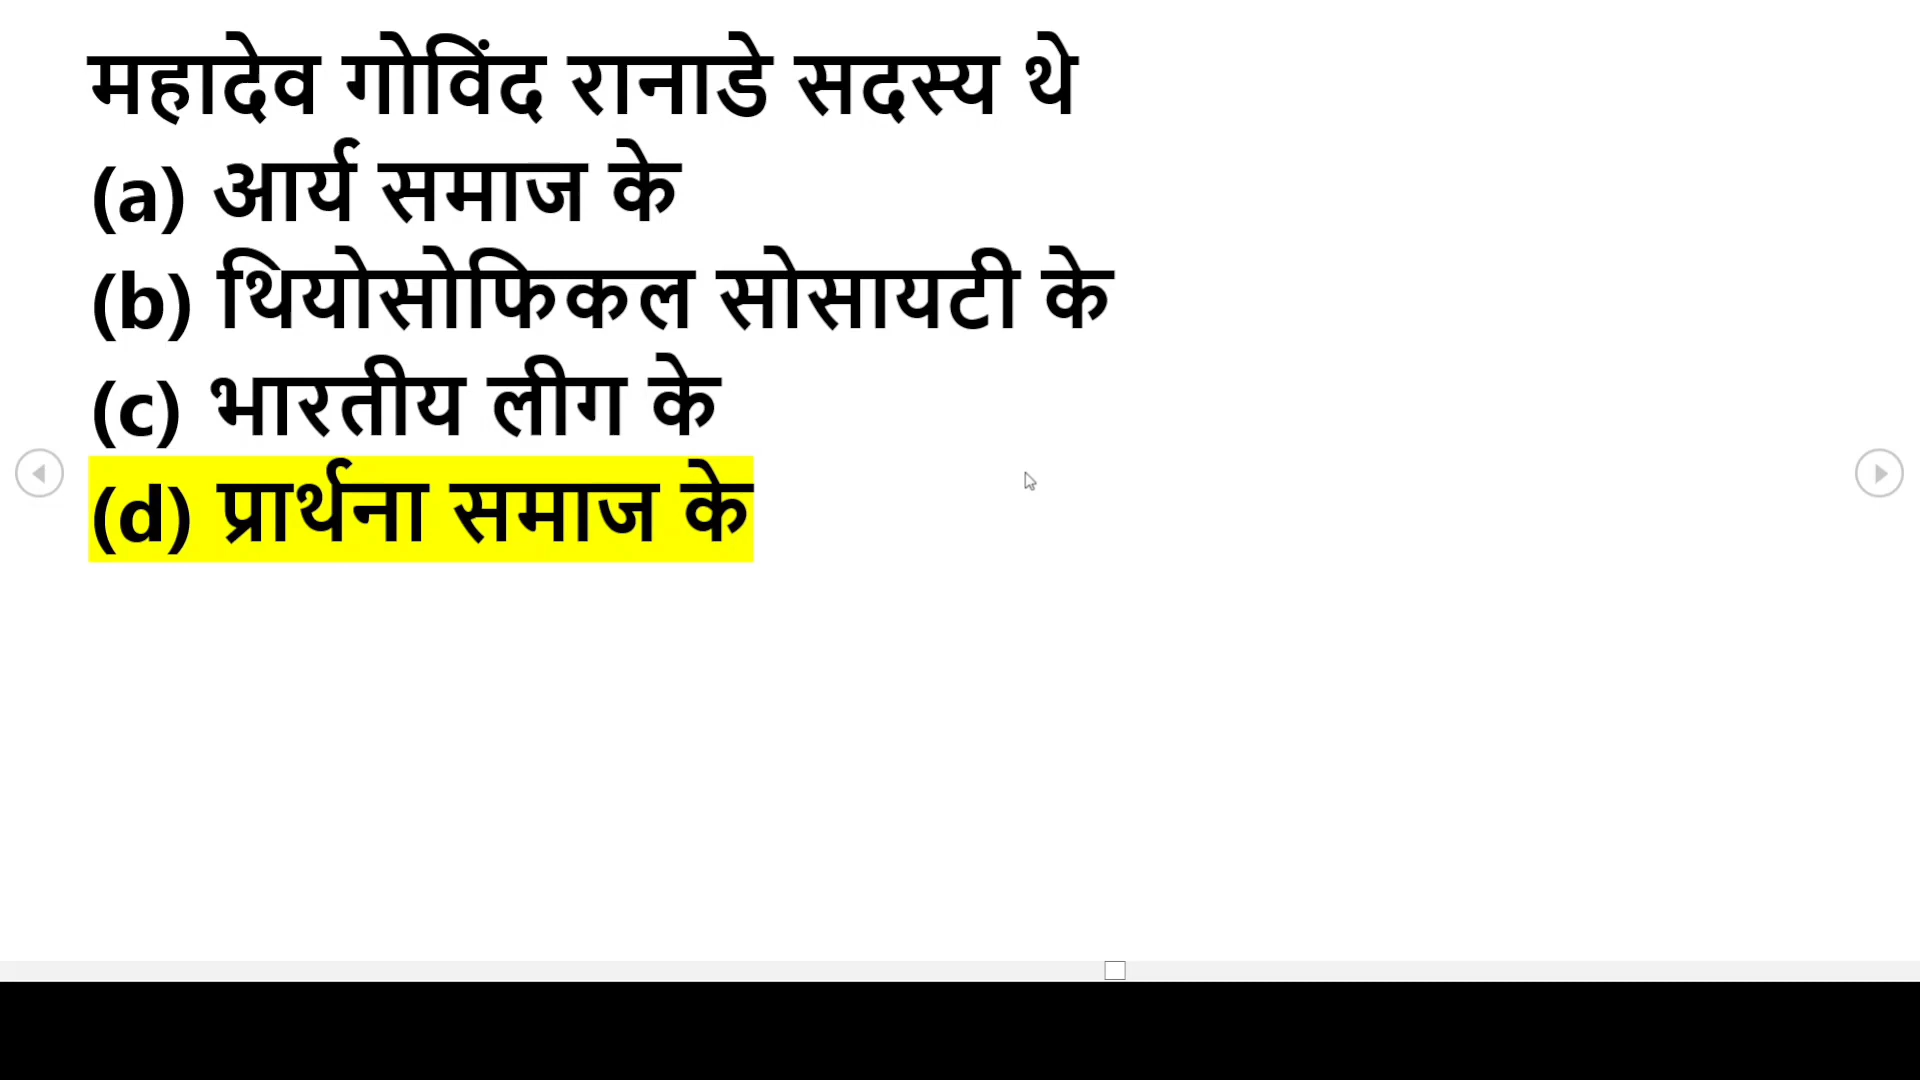 महादेव गोविंद रानाडे सदस्य थे
(a) आर्य समाज के
(b) थियोसोफिकल सोसायटी के
(c) भारतीय लीग के
(d) प्रार्थना समाज के